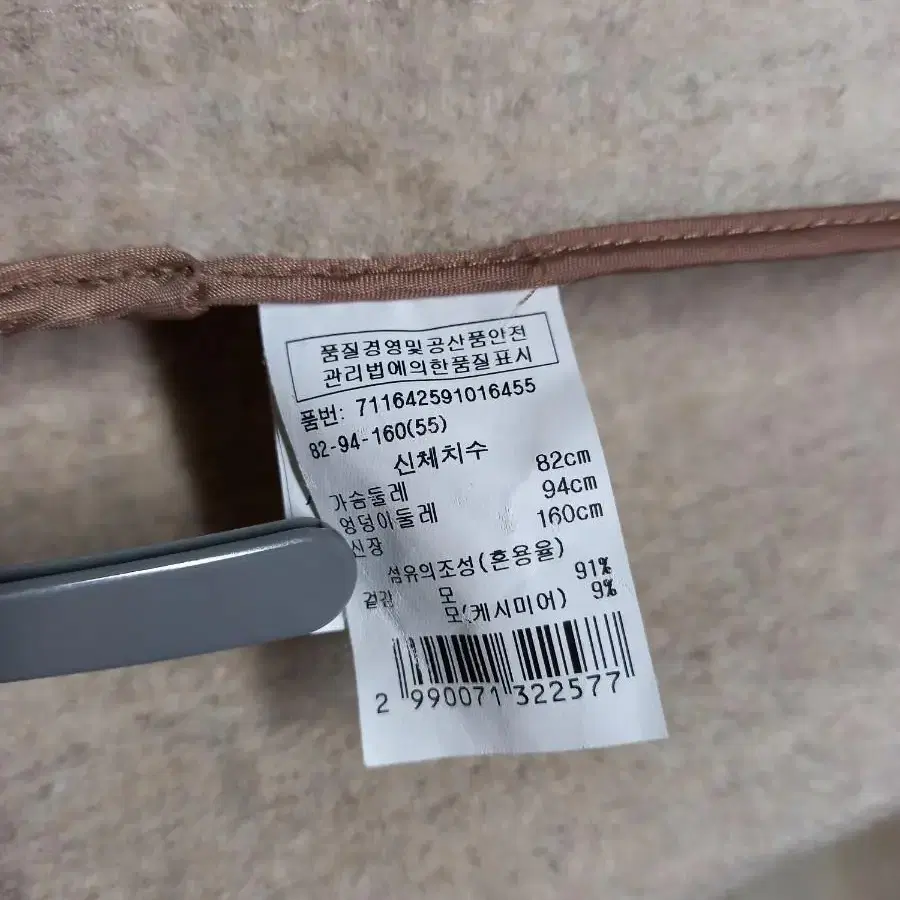 품질경영및공산품안전
관리법에의한품질표시
품번: 711642591016455
82-94-160(55)
신체치수
가슴둘레 82cm
엉덩이둘레 94cm
신장 160cm
섬유의조성(혼용율)
겉감 모 91%
모(케시미어) 9%
2 990071 322577